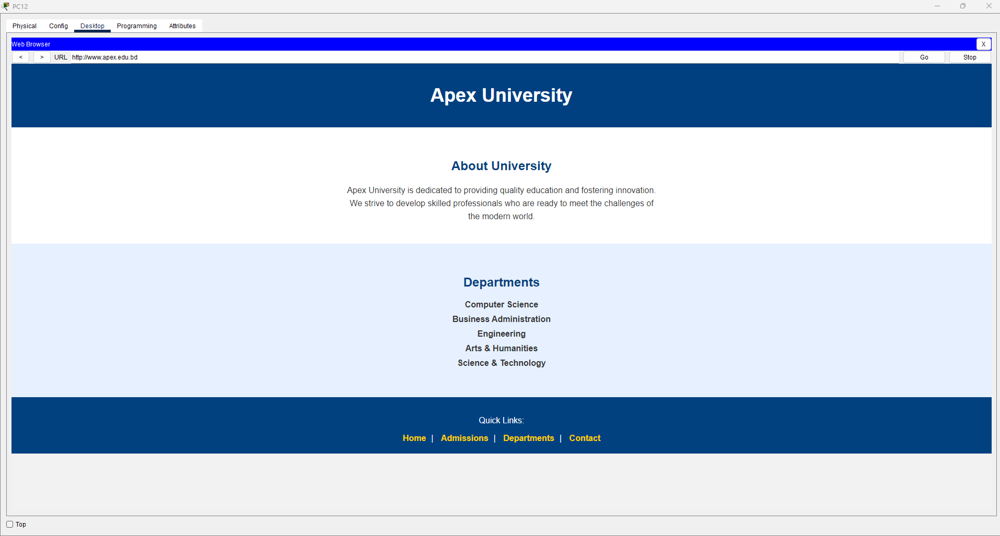 PC12
Physical Config Desktop Programming Attributes
Web Browser X
< > URL http://www.apex.edu.bd Go Stop
Apex University
About University
Apex University is dedicated to providing quality education and fostering innovation.
We strive to develop skilled professionals who are ready to meet the challenges of
the modern world.
Departments
Computer Science
Business Administration
Engineering
Arts & Humanities
Science & Technology
Quick Links:
Home | Admissions | Departments | Contact
Top